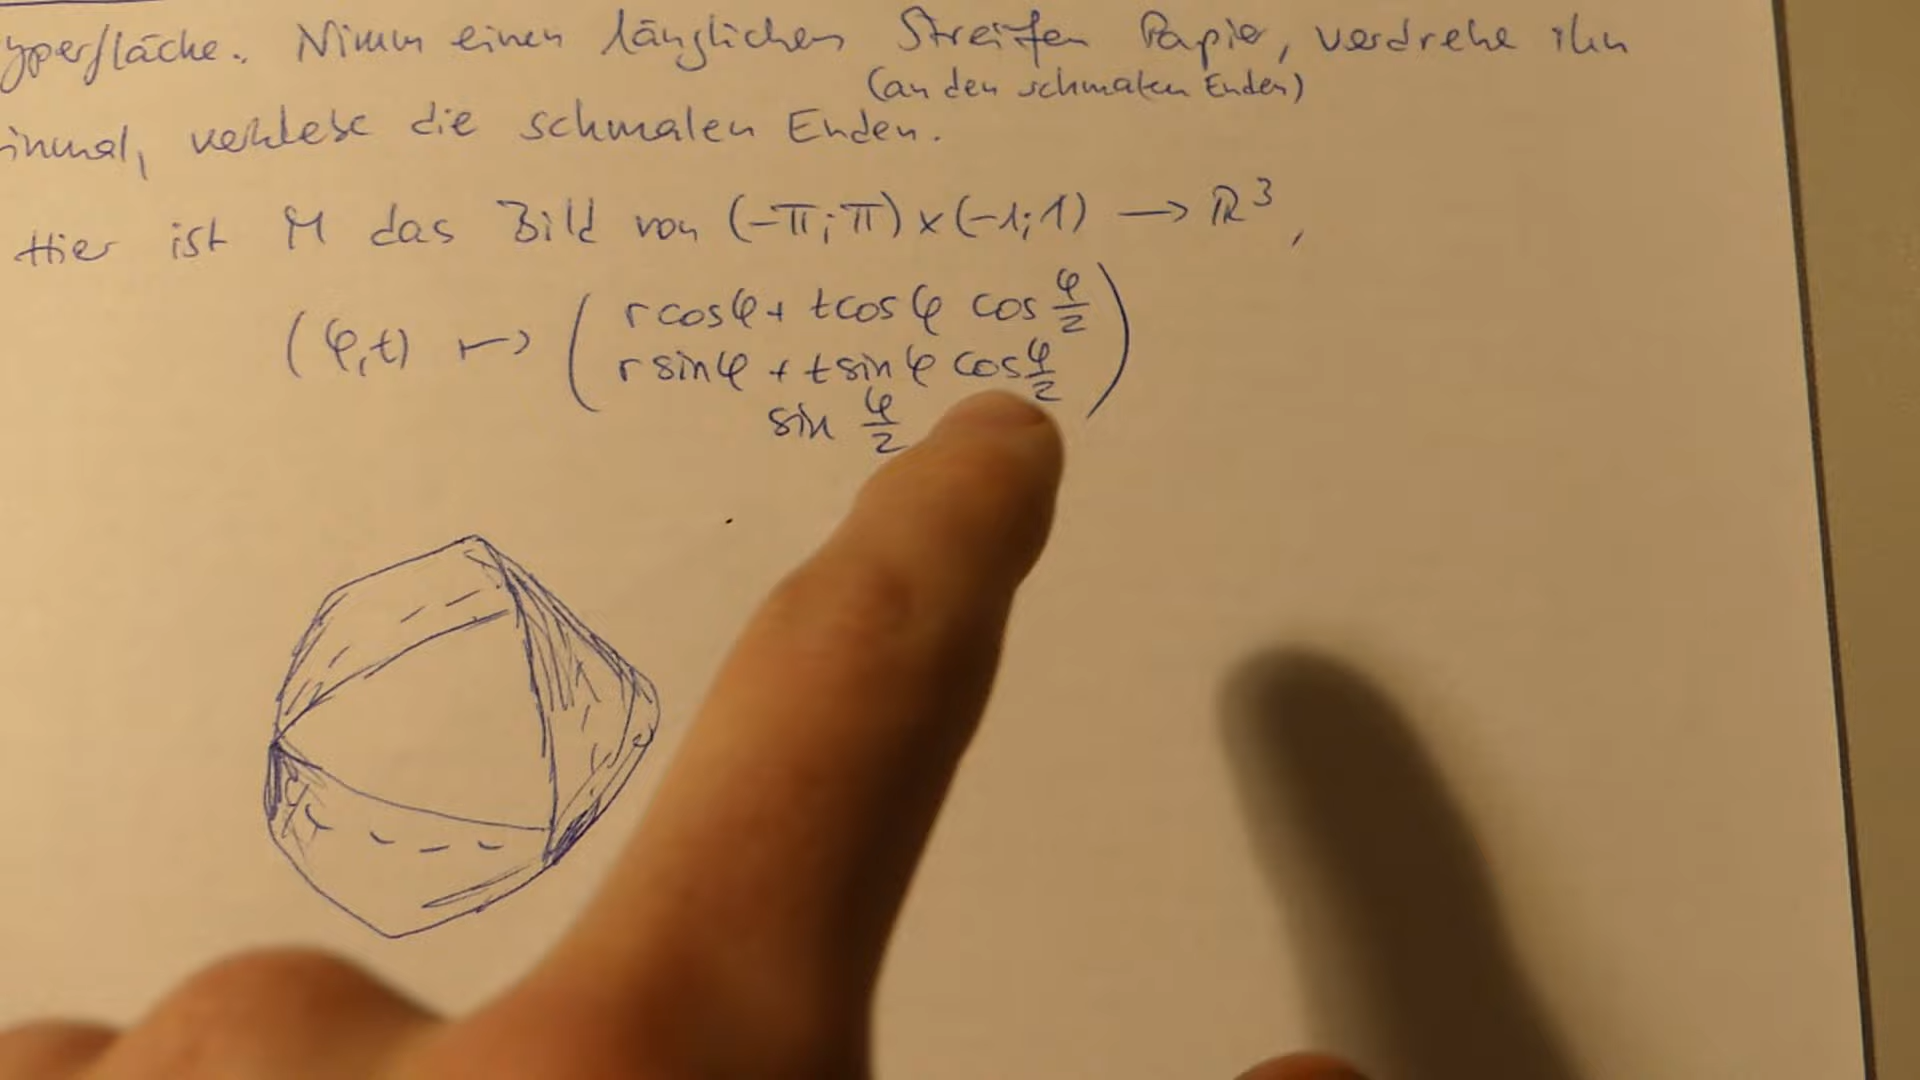 yperfläche. Nimm einen länglichen Streifen Papier, verdrehe ihn
(an den schmalen Enden)
inmal, verklebe die schmalen Enden.
Hier ist M das Bild von (-π; π) × (-1; 1) → ℝ³,
(φ, t) ↦ ( r cos φ + t cos φ cos φ/2
r sin φ + t sin φ cos φ/2
sin φ/2 )